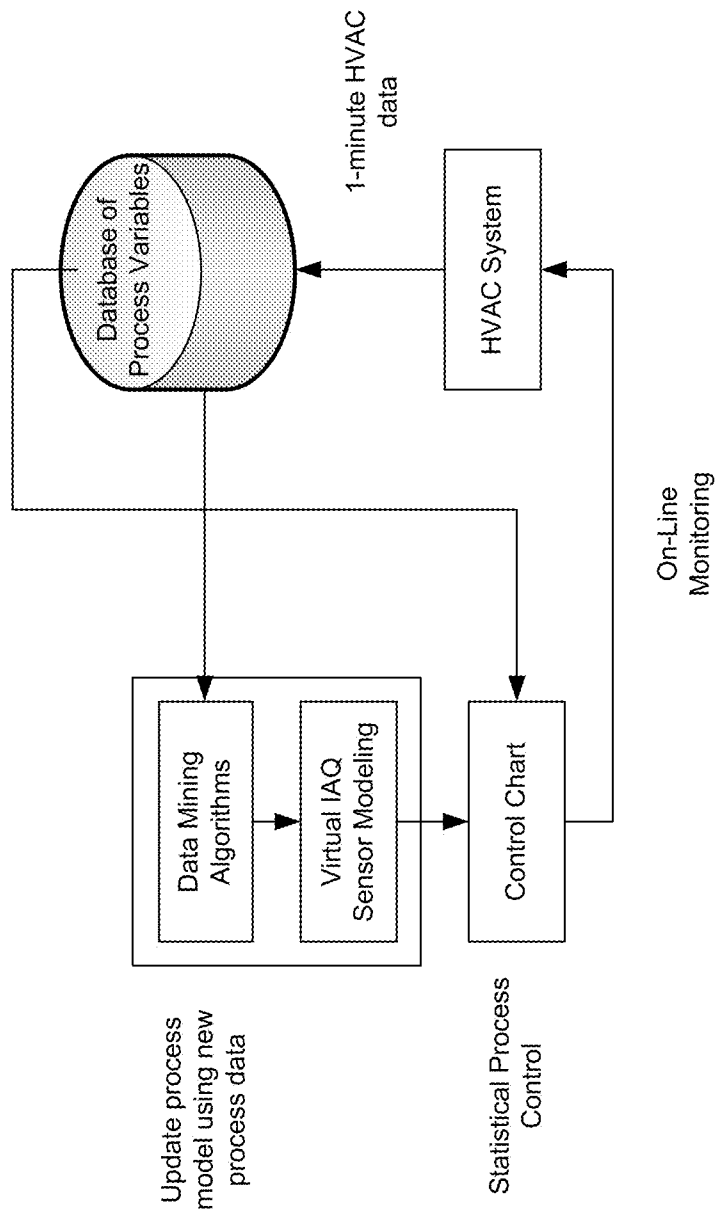 Update process
model using new
process data
Data Mining
Algorithms
Virtual IAQ
Sensor Modeling
Database of
Process Variables
1-minute HVAC
data
Statistical Process
Control
Control Chart
HVAC System
On-Line
Monitoring